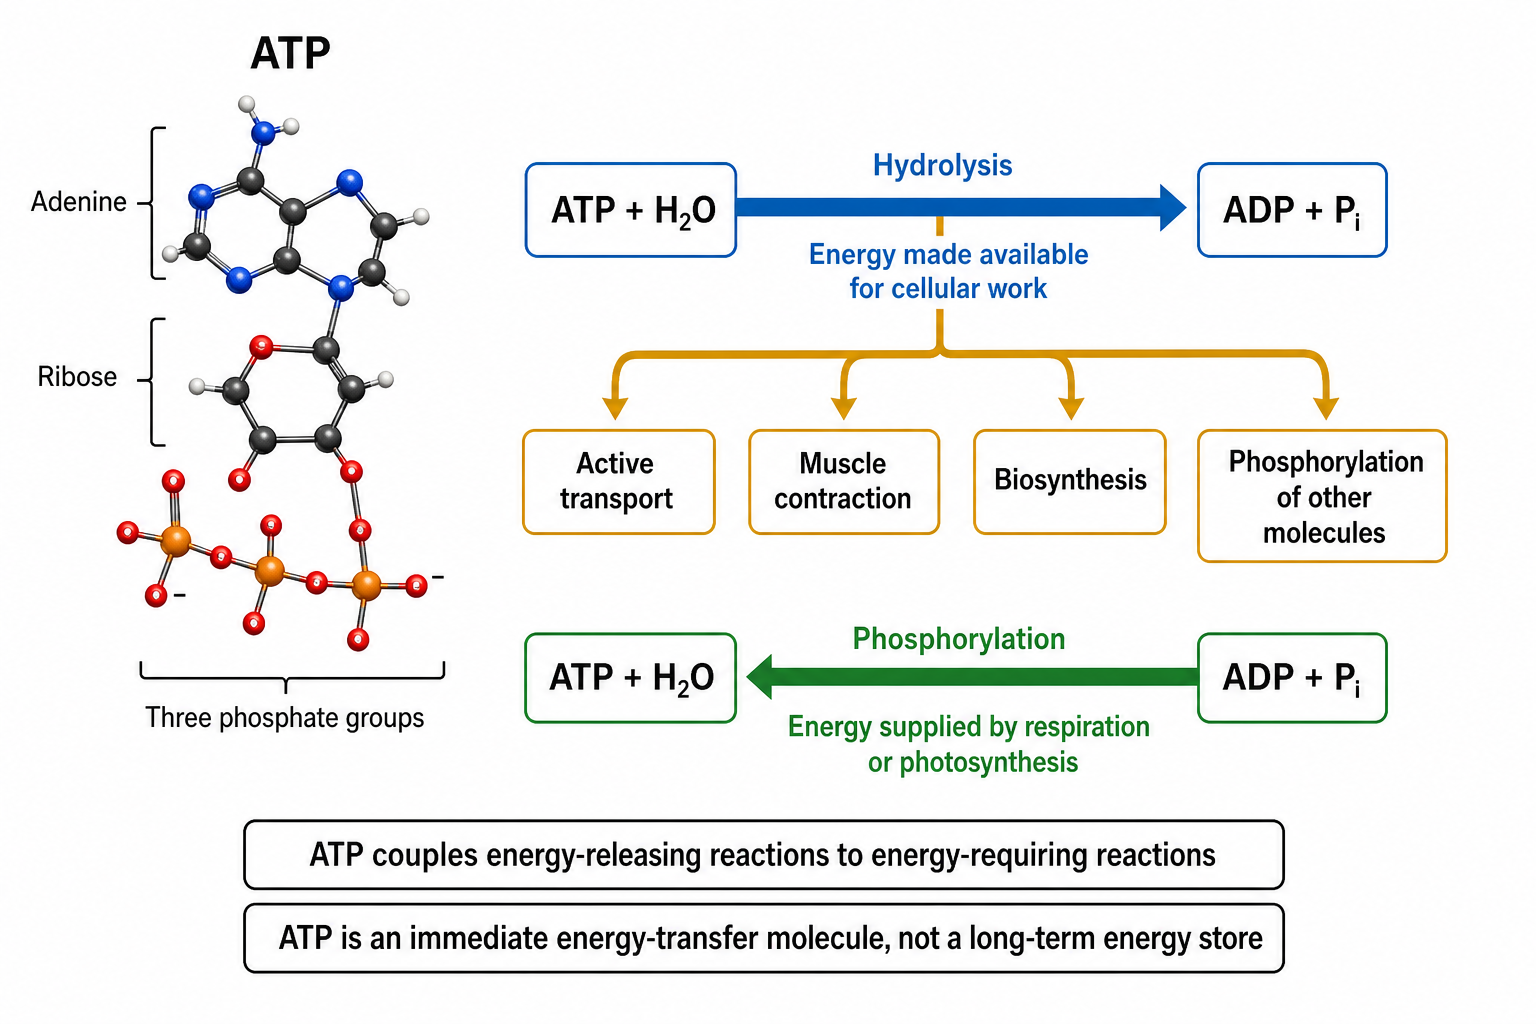 ATP
Adenine
Ribose
–
–
Three phosphate groups
Hydrolysis
ATP + H₂O
ADP + Pᵢ
Energy made available
for cellular work
Active
transport
Muscle
contraction
Biosynthesis
Phosphorylation
of other
molecules
Phosphorylation
ATP + H₂O
ADP + Pᵢ
Energy supplied by respiration
or photosynthesis
ATP couples energy-releasing reactions to energy-requiring reactions
ATP is an immediate energy-transfer molecule, not a long-term energy store